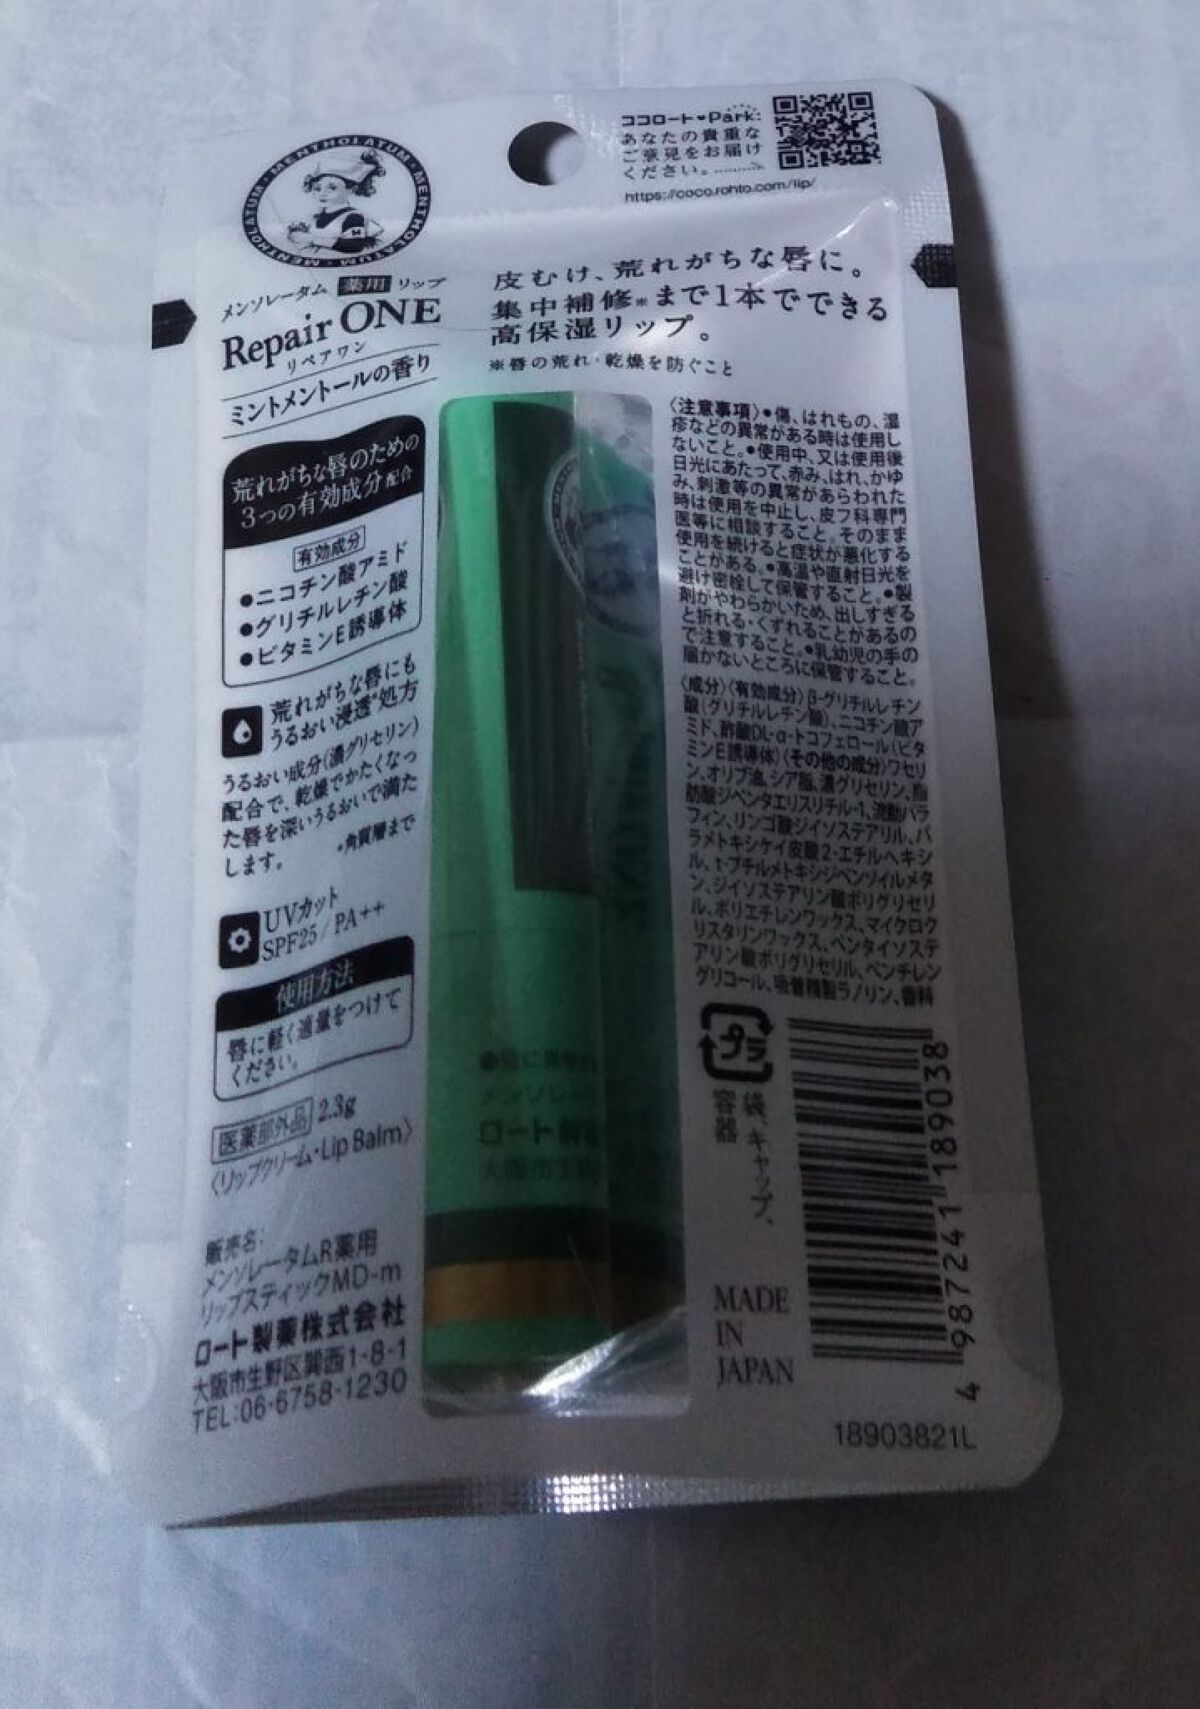 ココロート♥Park:
あなたの貴重な
ご意見をお届け
ください。
https://coco.rohto.com/lip/
MENTHOLATUM・MENTHOLATUM・MENTHOLATUM
メンソレータム 薬用 リップ
Repair ONE
リペアワン
ミントメントールの香り
皮むけ、荒れがちな唇に。
集中補修※まで1本でできる
高保湿リップ。
※唇の荒れ・乾燥を防ぐこと
荒れがちな唇のための
3つの有効成分配合
有効成分
●ニコチン酸アミド
●グリチルレチン酸
●ビタミンE誘導体
荒れがちな唇にも
うるおい浸透*処方
うるおい成分(濃グリセリン)
配合で、乾燥でかたくなっ
た唇を深いうるおいで満た
します。 *角質層まで
UVカット
SPF25/PA++
使用方法
唇に軽く適量をつけて
ください。
医薬部外品 2.3g
〈リップクリーム・Lip Balm〉
販売名:
メンソレータムR薬用
リップスティックMD-m
ロート製薬株式会社
大阪市生野区巽西1-8-1
TEL:06-6758-1230
メンソレー
ロート製
大阪市生野
〈注意事項〉●傷、はれもの、湿
疹などの異常がある時は使用し
ないこと。●使用中、又は使用後
日光にあたって、赤み、はれ、かゆ
み、刺激等の異常があらわれた
時は使用を中止し、皮フ科専門
医等に相談すること。そのまま
使用を続けると症状が悪化する
ことがある。●高温や直射日光を
避け密栓して保管すること。●製
剤がやわらかいため、出しすぎる
と折れる・くずれることがあるの
で注意すること。●乳幼児の手の
届かないところに保管すること。
〈成分〉〈有効成分〉β-グリチルレチン
酸(グリチルレチン酸)、ニコチン酸ア
ミド、酢酸DL-α-トコフェロール(ビタ
ミンE誘導体)〈その他の成分〉ワセリ
ン、オリブ油、シア脂、濃グリセリン、脂
肪酸ジペンタエリスリチル-1、流動パラ
フィン、リンゴ酸ジイソステアリル、パ
ラメトキシケイ皮酸2-エチルヘキシ
ル、t-ブチルメトキシジベンゾイルメタ
ン、ジイソステアリン酸ポリグリセリ
ル、ポリエチレンワックス、マイクロク
リスタリンワックス、ペンタイソステ
アリン酸ポリグリセリル、ペンチレン
グリコール、吸着精製ラノリン、香料
プラ
袋、キャップ、
容器
MADE
IN
JAPAN
4 987241 189038
18903821L